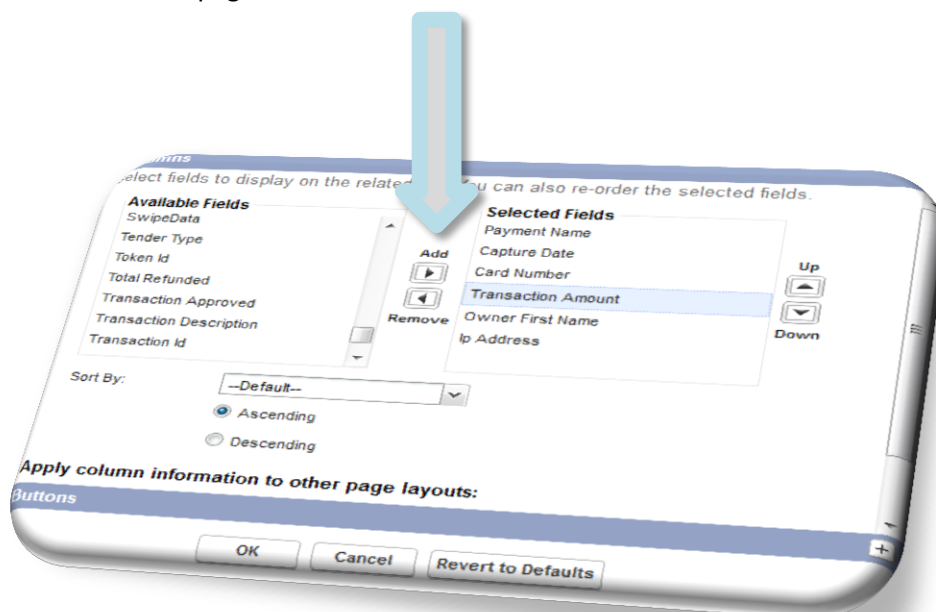 select fields to display on the related
you can also re-order the selected fields.
Available Fields
SwipeData
Tender Type
Token Id
Total Refunded
Transaction Approved
Transaction Description
Transaction Id
Add
Remove
Selected Fields
Payment Name
Capture Date
Card Number
Transaction Amount
Owner First Name
Ip Address
Up
Down
Sort By:
--Default--
Ascending
Descending
Apply column information to other page layouts:
Buttons
OK
Cancel
Revert to Defaults